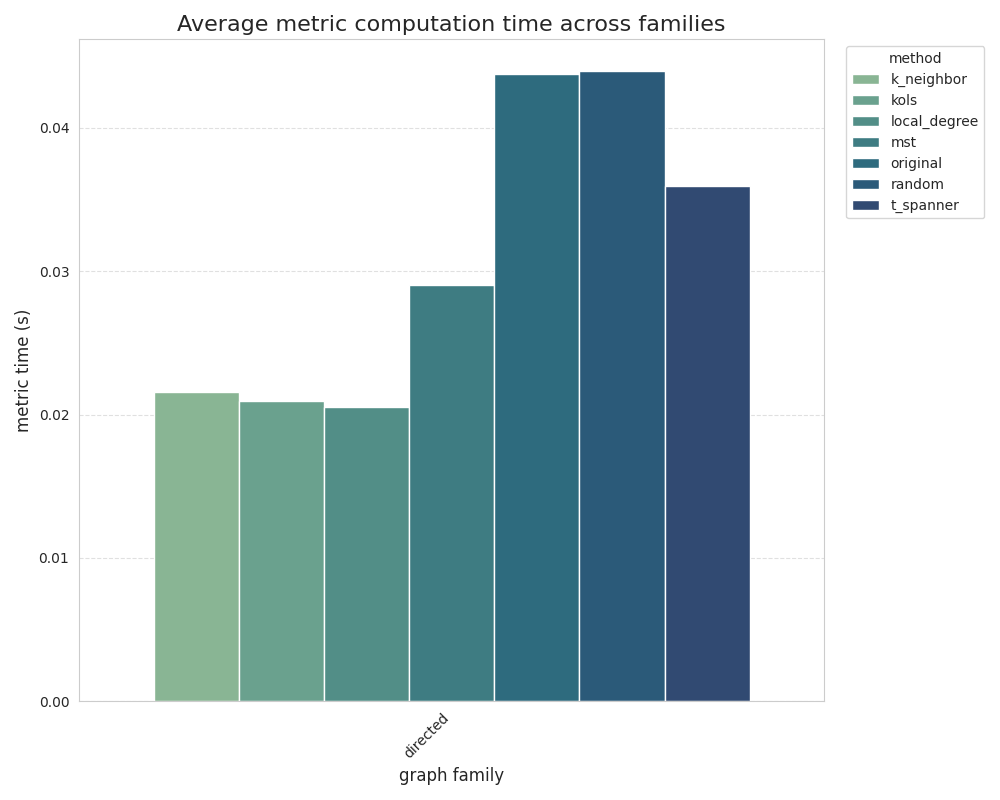 Average metric computation time across families
metric time (s)
0.04
0.03
0.02
0.01
0.00
directed
graph family
method
k_neighbor
kols
local_degree
mst
original
random
t_spanner